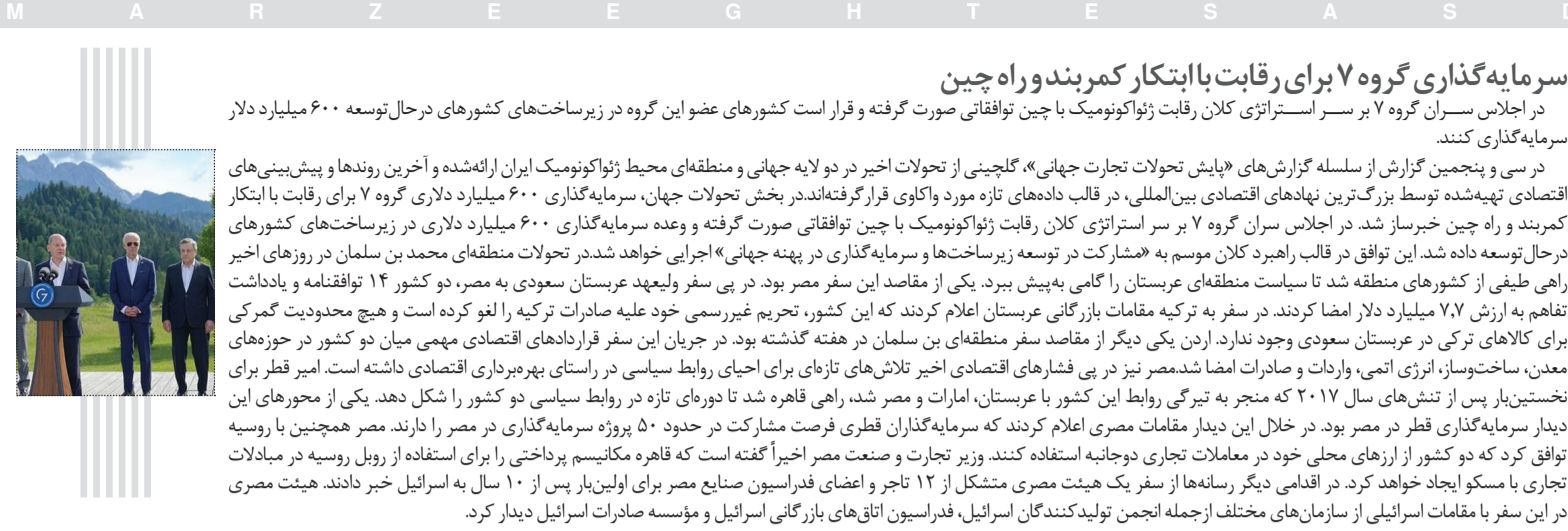 M A R Z E E G H T E S A S D
سرمایه‌گذاری گروه ۷ برای رقابت با ابتکار کمربند و راه چین
در اجلاس ســران گروه ۷ بر ســر اســتراتژی کلان رقابت ژئواکونومیک با چین توافقاتی صورت گرفته و قرار است کشورهای عضو این گروه در زیرساخت‌های کشورهای درحال‌توسعه ۶۰۰ میلیارد دلار
سرمایه‌گذاری کنند.
در سی و پنجمین گزارش از سلسله گزارش‌های «پایش تحولات تجارت جهانی»، گلچینی از تحولات اخیر در دو لایه جهانی و منطقه‌ای محیط ژئواکونومیک ایران ارائه‌شده و آخرین روندها و پیش‌بینی‌های
اقتصادی تهیه‌شده توسط بزرگ‌ترین نهادهای اقتصادی بین‌المللی، در قالب داده‌های تازه مورد واکاوی قرار گرفته‌اند.در بخش تحولات جهان، سرمایه‌گذاری ۶۰۰ میلیارد دلاری گروه ۷ برای رقابت با ابتکار
کمربند و راه چین خبرساز شد. در اجلاس سران گروه ۷ بر سر استراتژی کلان رقابت ژئواکونومیک با چین توافقاتی صورت گرفته و وعده سرمایه‌گذاری ۶۰۰ میلیارد دلاری در زیرساخت‌های کشورهای
درحال‌توسعه داده شد. این توافق در قالب راهبرد کلان موسم به «مشارکت در توسعه زیرساخت‌ها و سرمایه‌گذاری در پهنه جهانی» اجرایی خواهد شد.در تحولات منطقه‌ای محمد بن سلمان در روزهای اخیر
راهی طیفی از کشورهای منطقه شد تا سیاست منطقه‌ای عربستان را گامی به‌پیش ببرد. یکی از مقاصد این سفر مصر بود. در پی سفر ولیعهد عربستان سعودی به مصر، دو کشور ۱۴ توافقنامه و یادداشت
تفاهم به ارزش ۷,۷ میلیارد دلار امضا کردند. در سفر به ترکیه مقامات بازرگانی عربستان اعلام کردند که این کشور، تحریم غیررسمی خود علیه صادرات ترکیه را لغو کرده است و هیچ محدودیت گمرکی
برای کالاهای ترکی در عربستان سعودی وجود ندارد. اردن یکی دیگر از مقاصد سفر منطقه‌ای بن سلمان در هفته گذشته بود. در جریان این سفر قراردادهای اقتصادی مهمی میان دو کشور در حوزه‌های
معدن، ساخت‌وساز، انرژی اتمی، واردات و صادرات امضا شد.مصر نیز در پی فشارهای اقتصادی اخیر تلاش‌های تازه‌ای برای احیای روابط سیاسی در راستای بهره‌برداری اقتصادی داشته است. امیر قطر برای
نخستین‌بار پس از تنش‌های سال ۲۰۱۷ که منجر به تیرگی روابط این کشور با عربستان، امارات و مصر شد، راهی قاهره شد تا دوره‌ای تازه در روابط سیاسی دو کشور را شکل دهد. یکی از محورهای این
دیدار سرمایه‌گذاری قطر در مصر بود. در خلال این دیدار مقامات مصری اعلام کردند که سرمایه‌گذاران قطری فرصت مشارکت در حدود ۵۰ پروژه سرمایه‌گذاری در مصر را دارند. مصر همچنین با روسیه
توافق کرد که دو کشور از ارزهای محلی خود در معاملات تجاری دوجانبه استفاده کنند. وزیر تجارت و صنعت مصر اخیراً گفته است که قاهره مکانیسم پرداختی را برای استفاده از روبل روسیه در مبادلات
تجاری با مسکو ایجاد خواهد کرد. در اقدامی دیگر رسانه‌ها از سفر یک هیئت مصری متشکل از ۱۲ تاجر و اعضای فدراسیون صنایع مصر برای اولین‌بار پس از ۱۰ سال به اسرائیل خبر دادند. هیئت مصری
در این سفر با مقامات اسرائیلی از سازمان‌های مختلف ازجمله انجمن تولیدکنندگان اسرائیل، فدراسیون اتاق‌های بازرگانی اسرائیل و مؤسسه صادرات اسرائیل دیدار کرد.